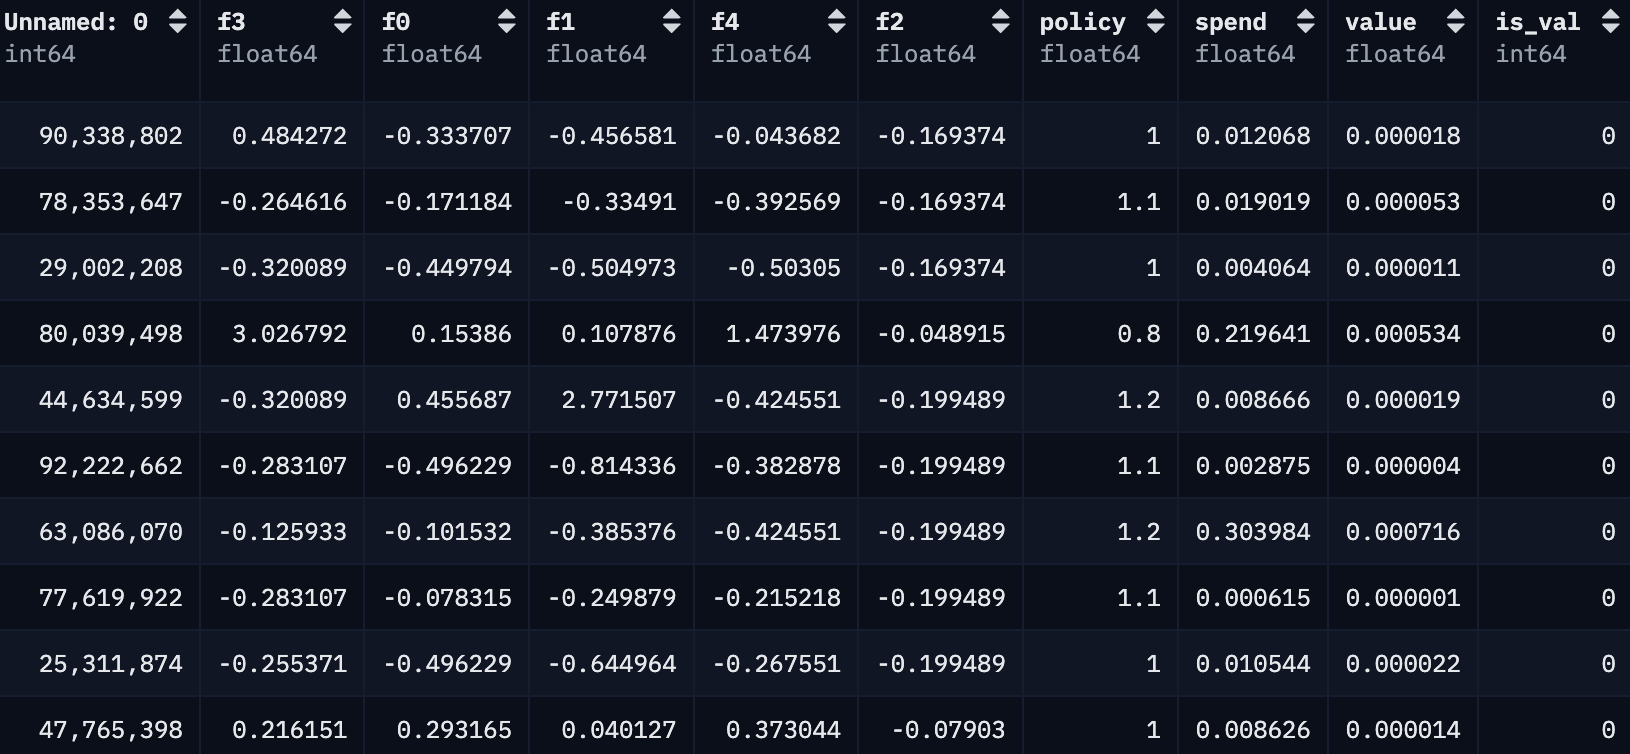 Unnamed: 0 f3 f0 f1 f4 f2 policy spend value is_val
int64 float64 float64 float64 float64 float64 float64 float64 float64 int64
90,338,802 0.484272 -0.333707 -0.456581 -0.043682 -0.169374 1 0.012068 0.000018 0
78,353,647 -0.264616 -0.171184 -0.33491 -0.392569 -0.169374 1.1 0.019019 0.000053 0
29,002,208 -0.320089 -0.449794 -0.504973 -0.50305 -0.169374 1 0.004064 0.000011 0
80,039,498 3.026792 0.15386 0.107876 1.473976 -0.048915 0.8 0.219641 0.000534 0
44,634,599 -0.320089 0.455687 2.771507 -0.424551 -0.199489 1.2 0.008666 0.000019 0
92,222,662 -0.283107 -0.496229 -0.814336 -0.382878 -0.199489 1.1 0.002875 0.000004 0
63,086,070 -0.125933 -0.101532 -0.385376 -0.424551 -0.199489 1.2 0.303984 0.000716 0
77,619,922 -0.283107 -0.078315 -0.249879 -0.215218 -0.199489 1.1 0.000615 0.000001 0
25,311,874 -0.255371 -0.496229 -0.644964 -0.267551 -0.199489 1 0.010544 0.000022 0
47,765,398 0.216151 0.293165 0.040127 0.373044 -0.07903 1 0.008626 0.000014 0